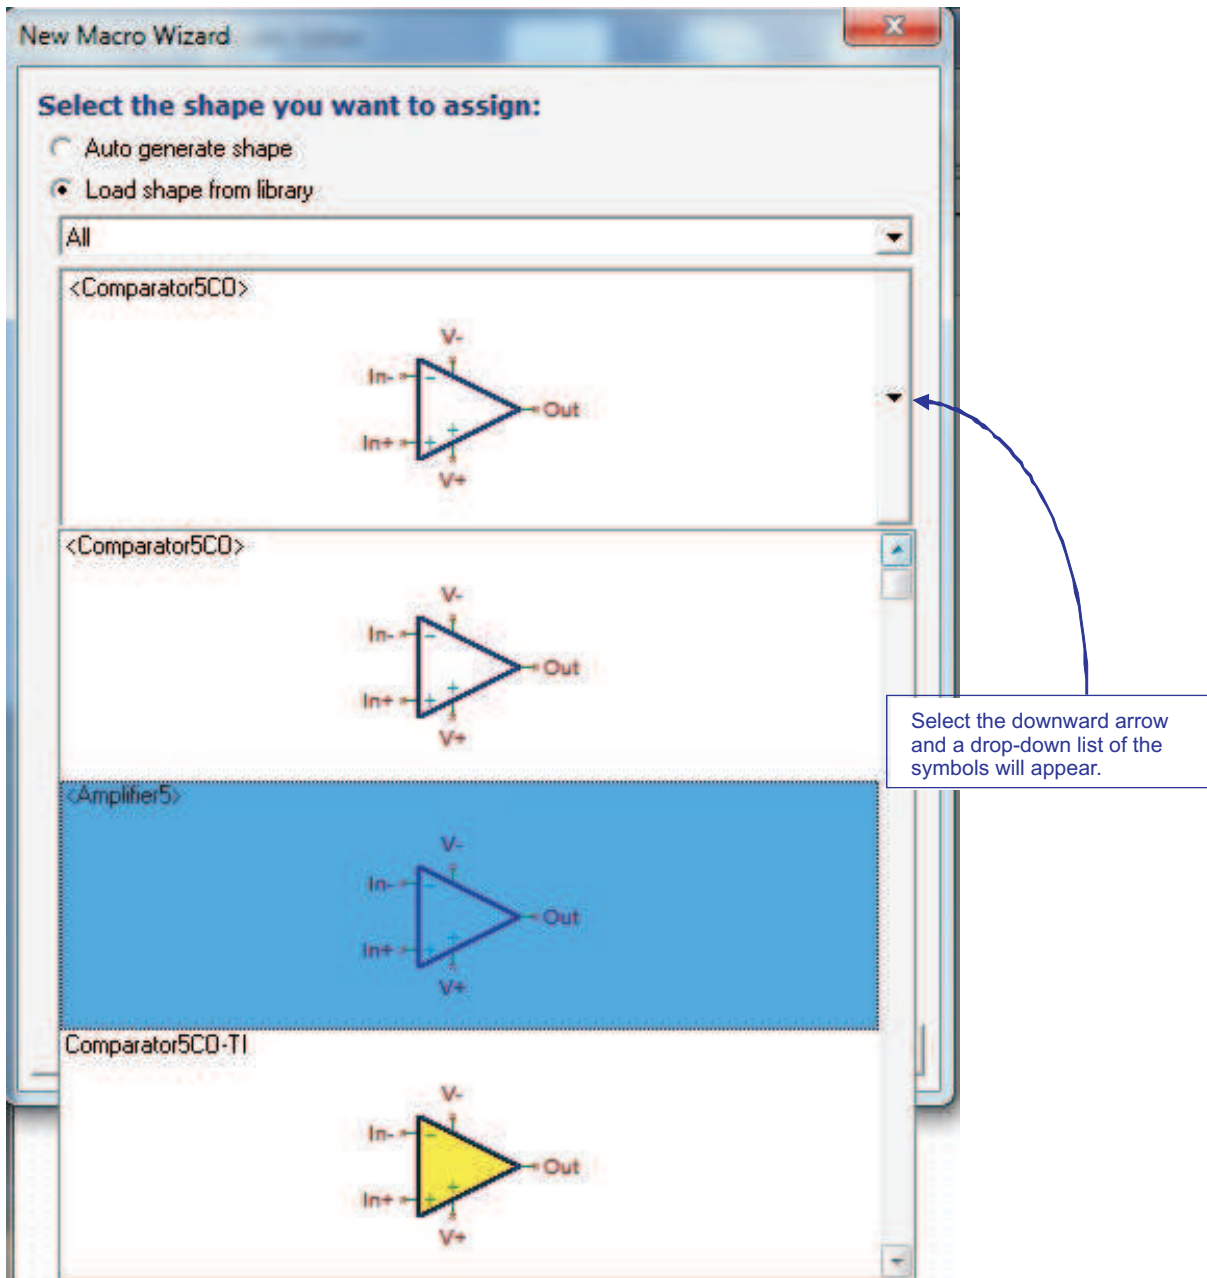 New Macro Wizard
Select the shape you want to assign:
Auto generate shape
Load shape from library
All
<Comparator5CO>
V-
In-
Out
In+
V+
<Comparator5CO>
V-
In-
Out
In+
V+
Select the downward arrow
and a drop-down list of the
symbols will appear.
<Amplifier5>
V-
In-
Out
In+
V+
Comparator5CO-TI
V-
In-
Out
In+
V+